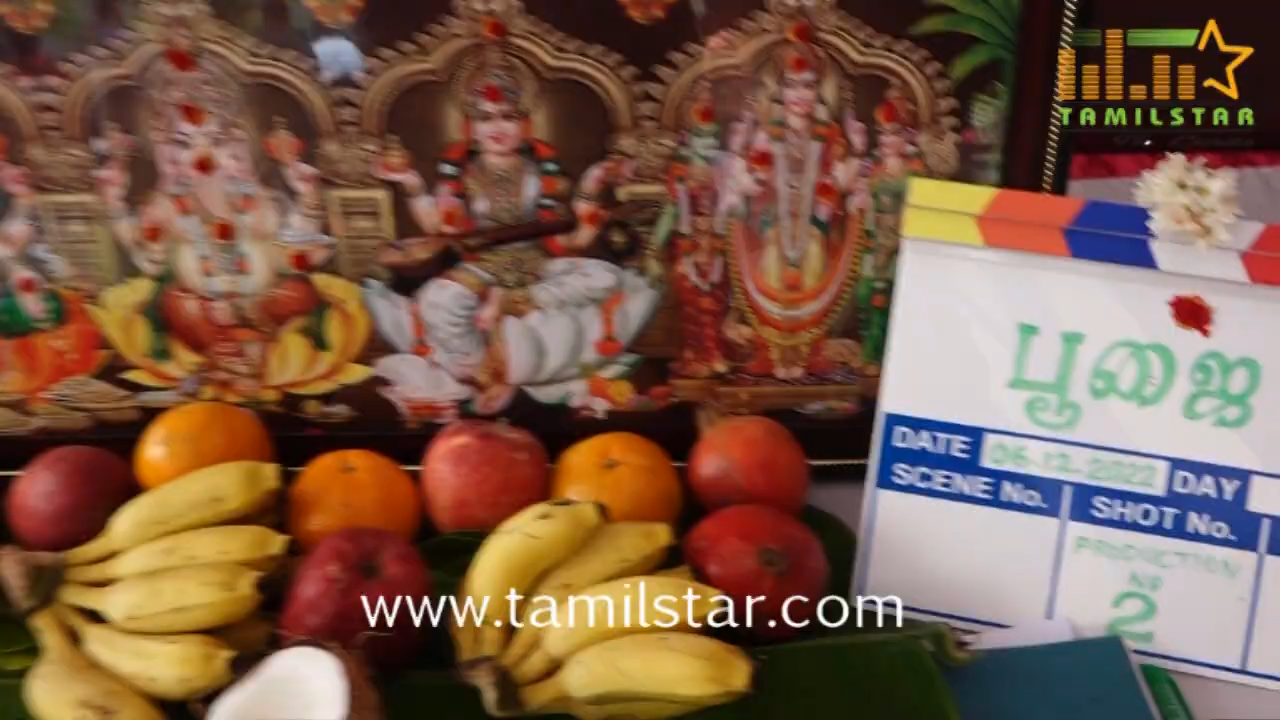 TAMILSTAR
பூஜை
DATE 06-12-2022 DAY
SCENE No. SHOT No.
PRODUCTION
No
2
www.tamilstar.com